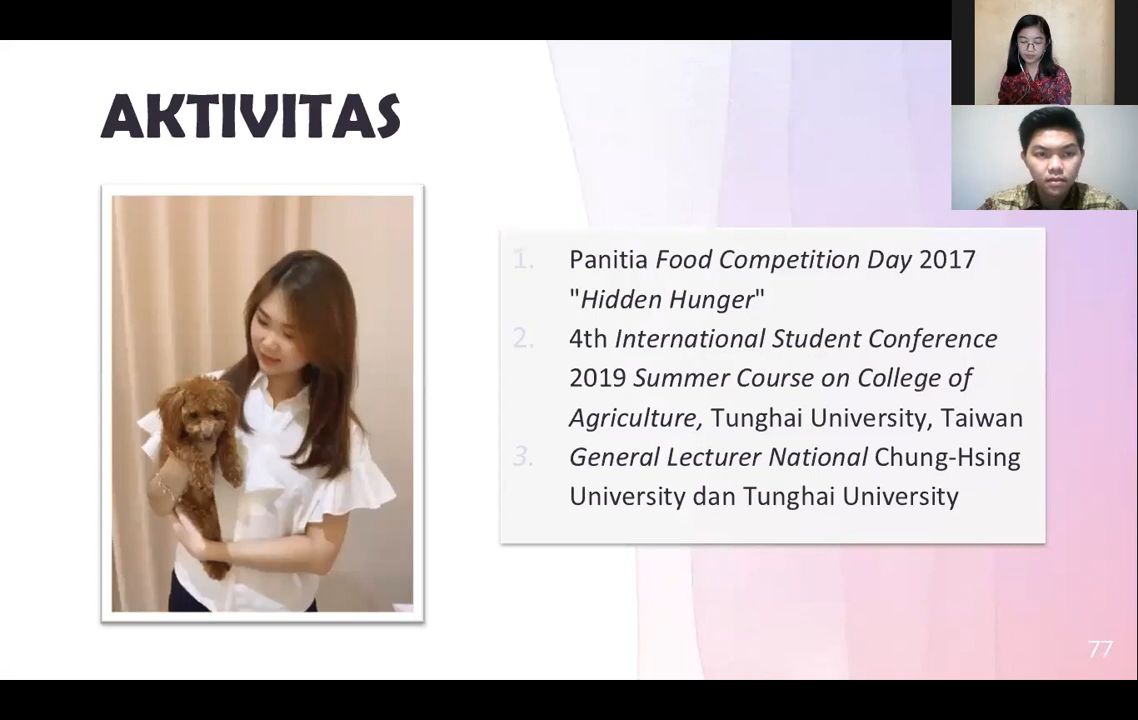 AKTIVITAS
1. Panitia Food Competition Day 2017
"Hidden Hunger"
2. 4th International Student Conference
2019 Summer Course on College of
Agriculture, Tunghai University, Taiwan
3. General Lecturer National Chung-Hsing
University dan Tunghai University
77